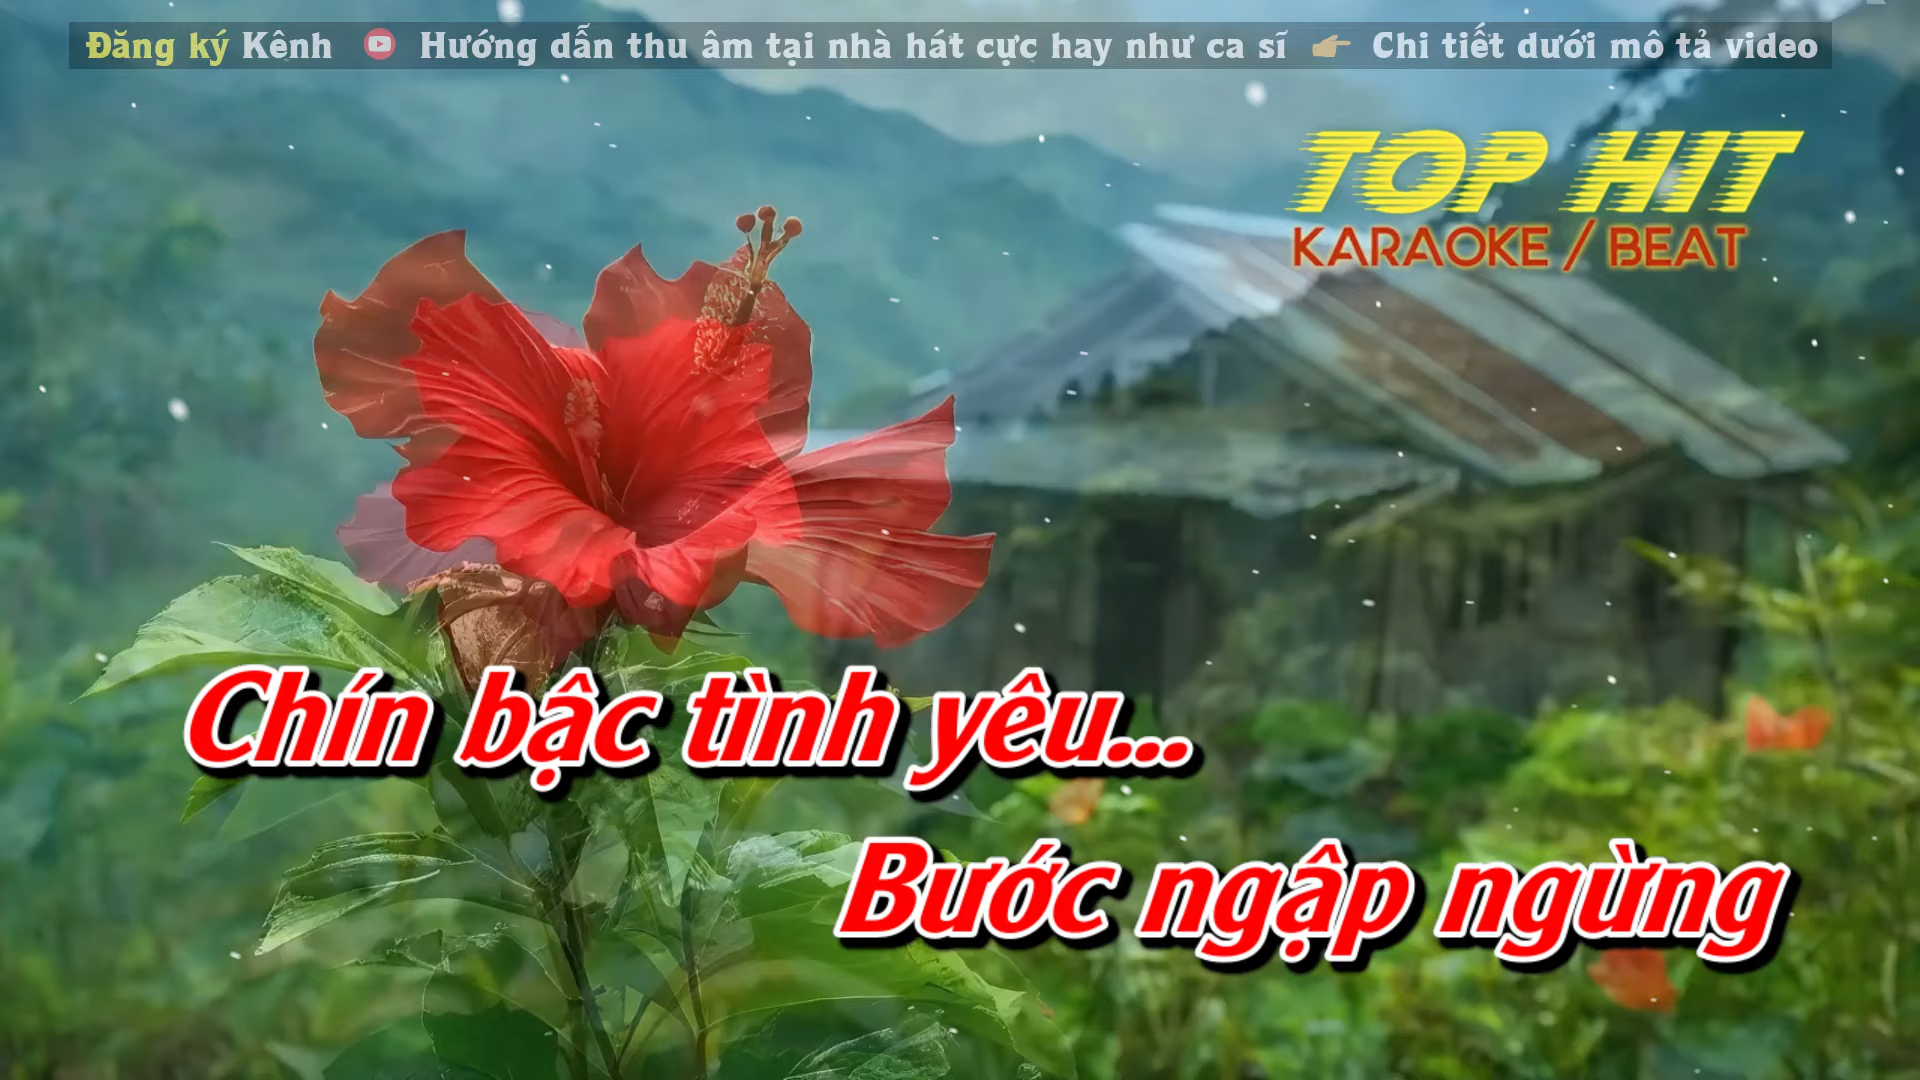 Đăng ký Kênh Hướng dẫn thu âm tại nhà hát cực hay như ca sĩ Chi tiết dưới mô tả video
TOP HIT
KARAOKE / BEAT
Chín bậc tình yêu...
Bước ngập ngừng